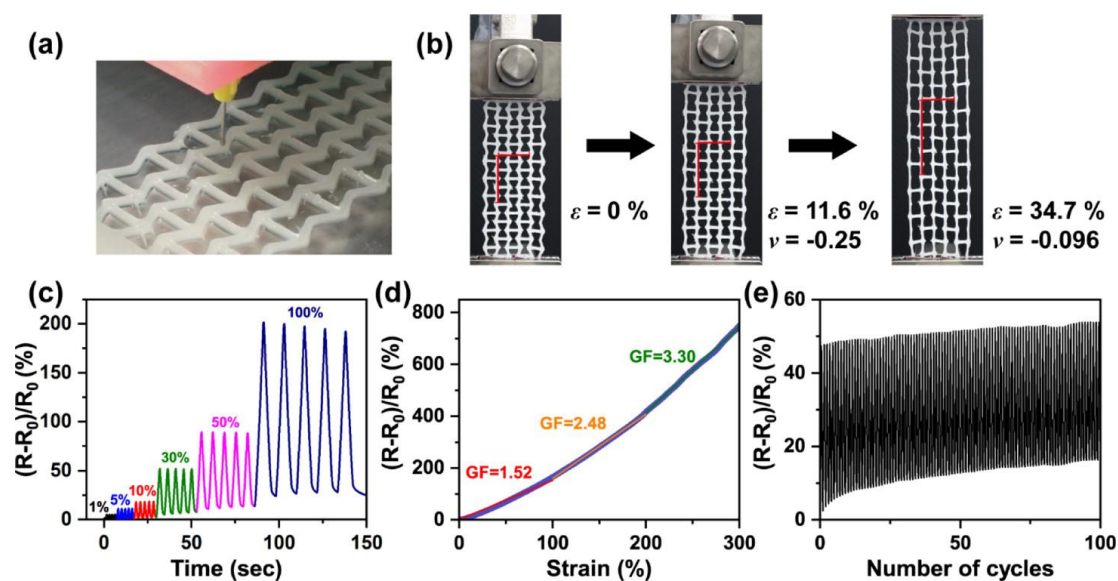 (a)
(b)
ε = 0 %
ε = 11.6 %
ν = -0.25
ε = 34.7 %
ν = -0.096
(c)
(R-R₀)/R₀ (%)
200
150
100
50
0
1%
5%
10%
30%
50%
100%
0
50
100
150
Time (sec)
(d)
(R-R₀)/R₀ (%)
800
600
400
200
0
GF=1.52
GF=2.48
GF=3.30
0
100
200
300
Strain (%)
(e)
(R-R₀)/R₀ (%)
60
40
20
0
0
50
100
Number of cycles